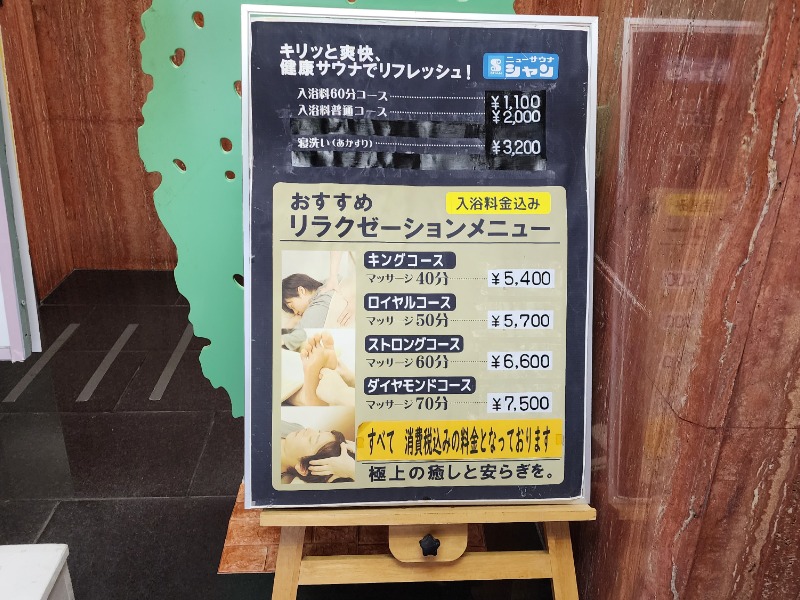 キリッと爽快、
健康サウナでリフレッシュ!
ニューサウナ
シャン
入浴料60分コース ¥1,100
入浴料普通コース ¥2,000
寝洗い(あかすり) ¥3,200
おすすめ
入浴料金込み
リラクゼーションメニュー
キングコース
マッサージ40分 ¥5,400
ロイヤルコース
マッサージ50分 ¥5,700
ストロングコース
マッサージ60分 ¥6,600
ダイヤモンドコース
マッサージ70分 ¥7,500
すべて 消費税込みの料金となっております
極上の癒しと安らぎを。